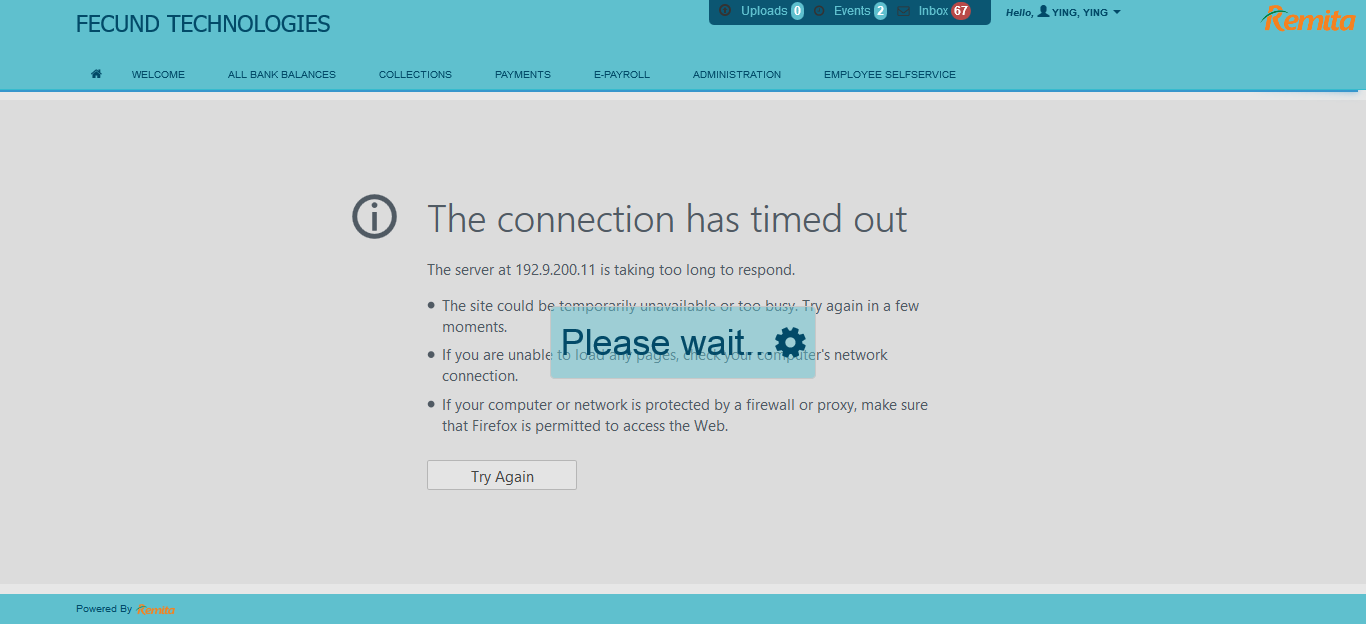 FECUND TECHNOLOGIES
Uploads 0 Events 2 Inbox 67
Hello, YING, YING
Remita
WELCOME ALL BANK BALANCES COLLECTIONS PAYMENTS E-PAYROLL ADMINISTRATION EMPLOYEE SELFSERVICE
The connection has timed out
The server at 192.9.200.11 is taking too long to respond.
The site could be temporarily unavailable or too busy. Try again in a few
moments.
Please wait...
If you are unable to load any pages, check your computer's network
connection.
If your computer or network is protected by a firewall or proxy, make sure
that Firefox is permitted to access the Web.
Try Again
Powered By Remita